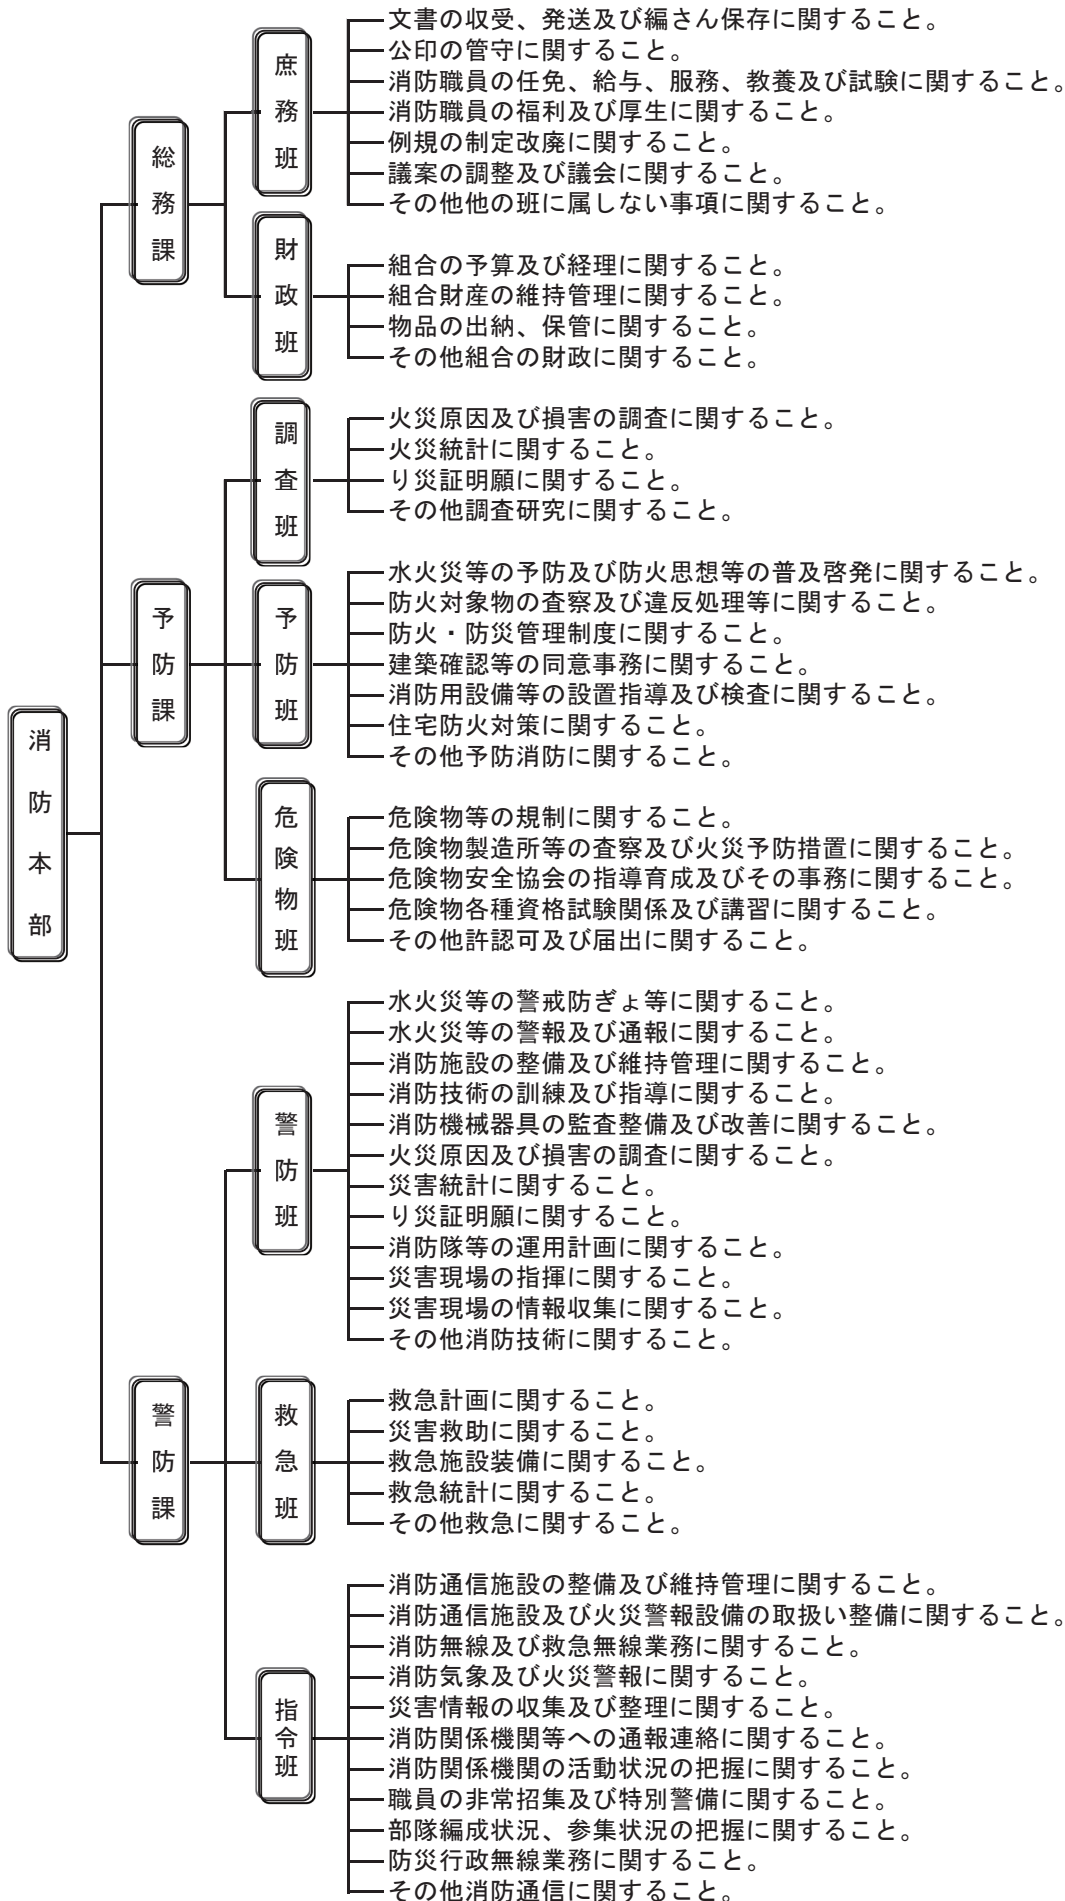 消防本部
総務課
庶務班
文書の収受、発送及び編さん保存に関すること。
公印の管守に関すること。
消防職員の任免、給与、服務、教養及び試験に関すること。
消防職員の福利及び厚生に関すること。
例規の制定改廃に関すること。
議案の調整及び議会に関すること。
その他他の班に属しない事項に関すること。
財政班
組合の予算及び経理に関すること。
組合財産の維持管理に関すること。
物品の出納、保管に関すること。
その他組合の財政に関すること。
予防課
調査班
火災原因及び損害の調査に関すること。
火災統計に関すること。
り災証明願に関すること。
その他調査研究に関すること。
予防班
水火災等の予防及び防火思想等の普及啓発に関すること。
防火対象物の査察及び違反処理等に関すること。
防火・防災管理制度に関すること。
建築確認等の同意事務に関すること。
消防用設備等の設置指導及び検査に関すること。
住宅防火対策に関すること。
その他予防消防に関すること。
危険物班
危険物等の規制に関すること。
危険物製造所等の査察及び火災予防措置に関すること。
危険物安全協会の指導育成及びその事務に関すること。
危険物各種資格試験関係及び講習に関すること。
その他許認可及び届出に関すること。
警防課
警防班
水火災等の警戒防ぎょ等に関すること。
水火災等の警報及び通報に関すること。
消防施設の整備及び維持管理に関すること。
消防技術の訓練及び指導に関すること。
消防機械器具の監査整備及び改善に関すること。
火災原因及び損害の調査に関すること。
災害統計に関すること。
り災証明願に関すること。
消防隊等の運用計画に関すること。
災害現場の指揮に関すること。
災害現場の情報収集に関すること。
その他消防技術に関すること。
救急班
救急計画に関すること。
災害救助に関すること。
救急施設装備に関すること。
救急統計に関すること。
その他救急に関すること。
指令班
消防通信施設の整備及び維持管理に関すること。
消防通信施設及び火災警報設備の取扱い整備に関すること。
消防無線及び救急無線業務に関すること。
消防気象及び火災警報に関すること。
災害情報の収集及び整理に関すること。
消防関係機関等への通報連絡に関すること。
消防関係機関の活動状況の把握に関すること。
職員の非常招集及び特別警備に関すること。
部隊編成状況、参集状況の把握に関すること。
防災行政無線業務に関すること。
その他消防通信に関すること。